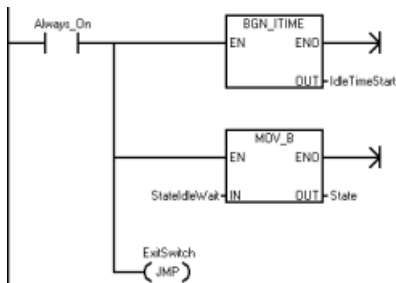 Always_On
BGN_ITIME
EN ENO
OUT IdleTimeStart
MOV_B
EN ENO
StateIdleWait IN OUT State
ExitSwitch
JMP